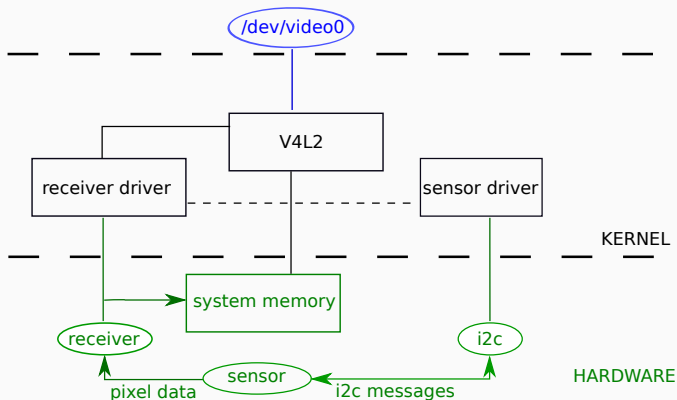 /dev/video0
V4L2
receiver driver
sensor driver
KERNEL
system memory
receiver
i2c
sensor
HARDWARE
pixel data
i2c messages